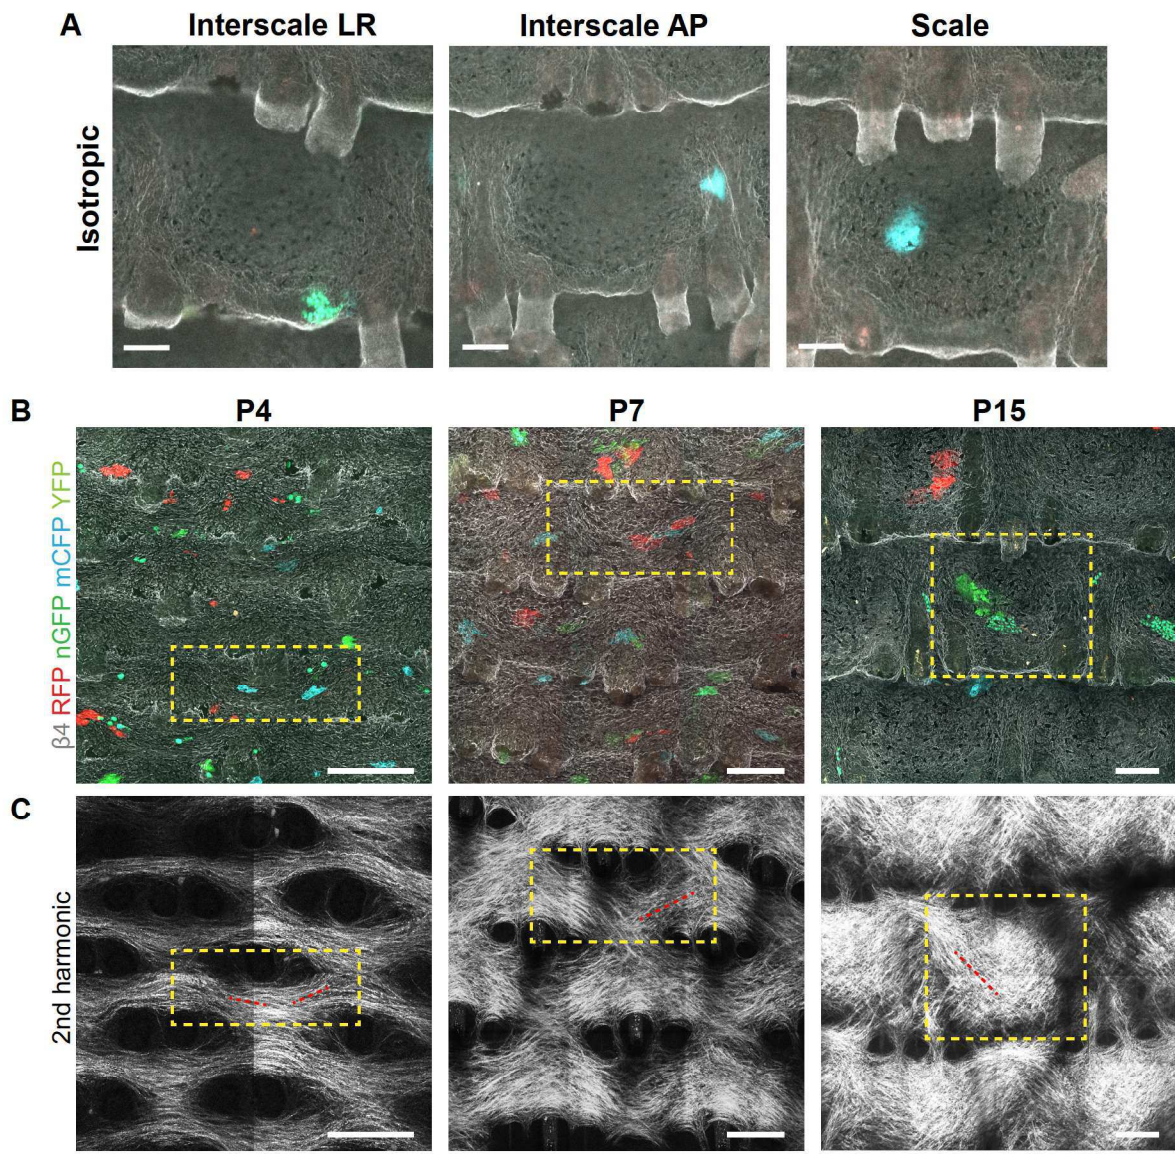 A
Interscale LR
Interscale AP
Scale
Isotropic
B
P4
P7
P15
β4 RFP nGFP mCFP YFP
C
2nd harmonic